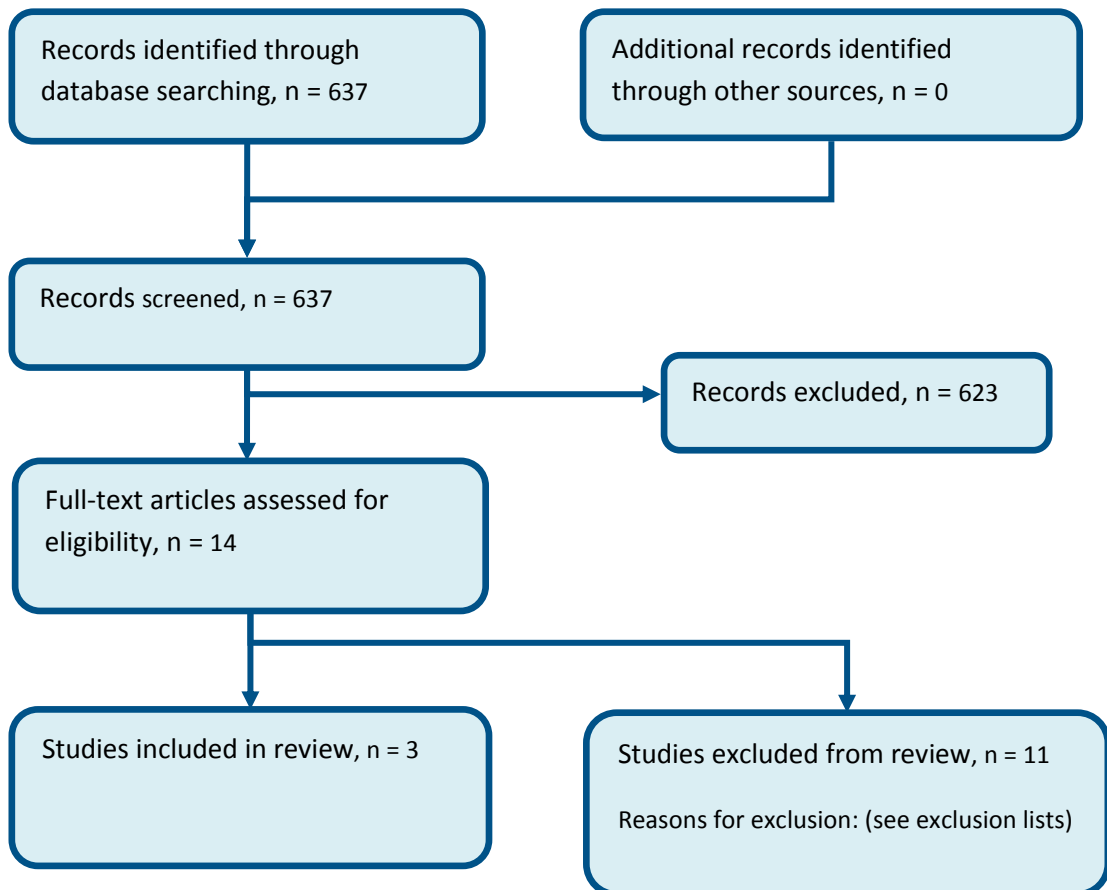 Records identified through
database searching, n = 637
Additional records identified
through other sources, n = 0
Records screened, n = 637
Records excluded, n = 623
Full-text articles assessed for
eligibility, n = 14
Studies included in review, n = 3
Studies excluded from review, n = 11
Reasons for exclusion: (see exclusion lists)